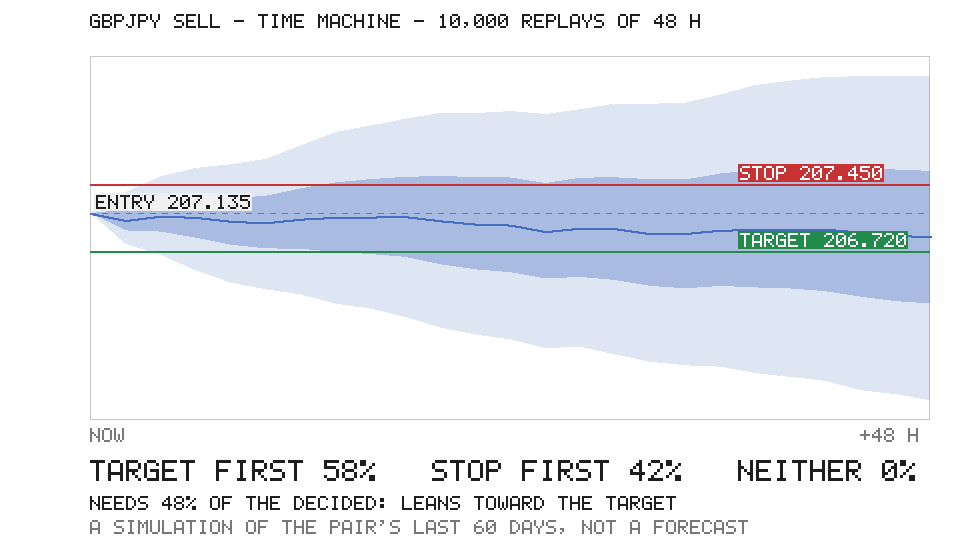 GBPJPY SELL - TIME MACHINE - 10,000 REPLAYS OF 48 H
STOP 207.450
ENTRY 207.135
TARGET 206.720
NOW +48 H
TARGET FIRST 58% STOP FIRST 42% NEITHER 0%
NEEDS 48% OF THE DECIDED: LEANS TOWARD THE TARGET
A SIMULATION OF THE PAIR'S LAST 60 DAYS, NOT A FORECAST